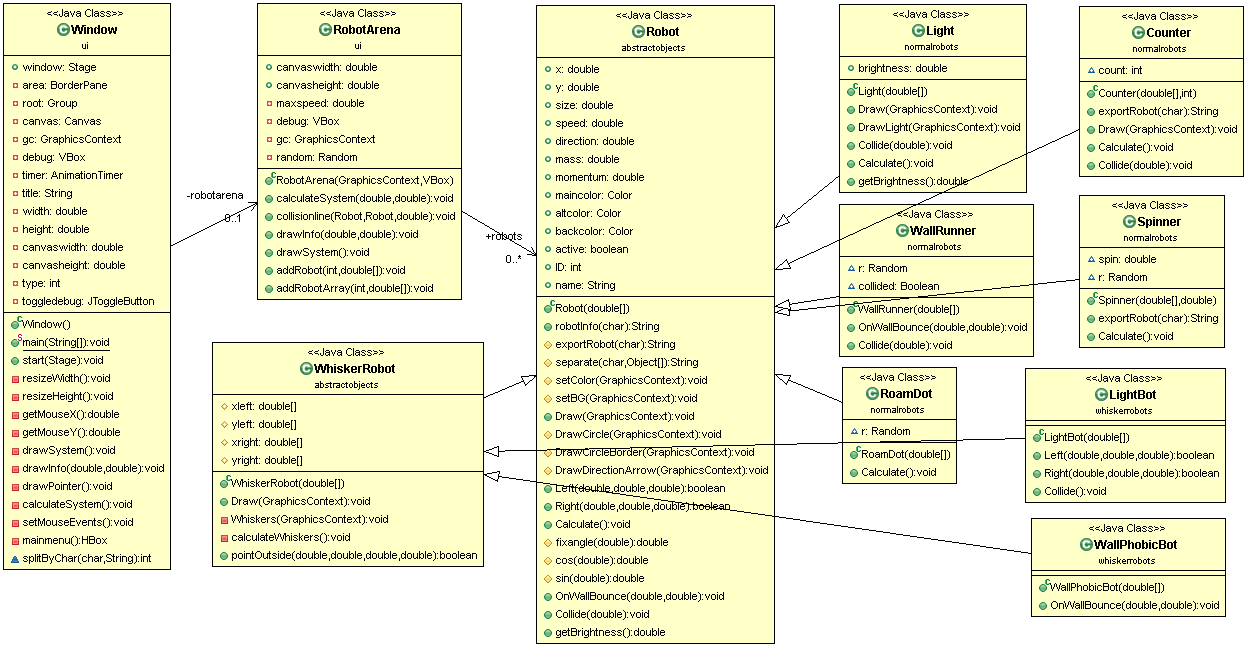 <<Java Class>>
Window
ui
window: Stage
area: BorderPane
root: Group
canvas: Canvas
gc: GraphicsContext
debug: VBox
timer: AnimationTimer
title: String
width: double
height: double
canvaswidth: double
canvasheight: double
type: int
toggledebug: JToggleButton
Window()
main(String[]):void
start(Stage):void
resizeWidth():void
resizeHeight():void
getMouseX():double
getMouseY():double
drawSystem():void
drawInfo(double,double):void
drawPointer():void
calculateSystem():void
setMouseEvents():void
mainmenu():HBox
splitByChar(char,String):int
-robotarena
0..1
<<Java Class>>
RobotArena
ui
canvaswidth: double
canvasheight: double
maxspeed: double
debug: VBox
gc: GraphicsContext
random: Random
RobotArena(GraphicsContext,VBox)
calculateSystem(double,double):void
collisionline(Robot,Robot,double):void
drawInfo(double,double):void
drawSystem():void
addRobot(int,double[]):void
addRobotArray(int,double[]):void
+robots
0..*
<<Java Class>>
WhiskerRobot
abstractobjects
xleft: double[]
yleft: double[]
xright: double[]
yright: double[]
WhiskerRobot(double[])
Draw(GraphicsContext):void
Whiskers(GraphicsContext):void
calculateWhiskers():void
pointOutside(double,double,double,double):boolean
<<Java Class>>
Robot
abstractobjects
x: double
y: double
size: double
speed: double
direction: double
mass: double
momentum: double
maincolor: Color
altcolor: Color
backcolor: Color
active: boolean
ID: int
name: String
Robot(double[])
robotInfo(char):String
exportRobot(char):String
separate(char,Object[]):String
setColor(GraphicsContext):void
setBG(GraphicsContext):void
Draw(GraphicsContext):void
DrawCircle(GraphicsContext):void
DrawCircleBorder(GraphicsContext):void
DrawDirectionArrow(GraphicsContext):void
Left(double,double,double):boolean
Right(double,double,double):boolean
Calculate():void
fixangle(double):double
cos(double):double
sin(double):double
OnWallBounce(double,double):void
Collide(double):void
getBrightness():double
<<Java Class>>
Light
normalrobots
brightness: double
Light(double[])
Draw(GraphicsContext):void
DrawLight(GraphicsContext):void
Collide(double):void
Calculate():void
getBrightness():double
<<Java Class>>
Counter
normalrobots
count: int
Counter(double[],int)
exportRobot(char):String
Draw(GraphicsContext):void
Calculate():void
Collide(double):void
<<Java Class>>
WallRunner
normalrobots
r: Random
collided: Boolean
WallRunner(double[])
OnWallBounce(double,double):void
Collide(double):void
<<Java Class>>
Spinner
normalrobots
spin: double
r: Random
Spinner(double[],double)
exportRobot(char):String
Calculate():void
<<Java Class>>
RoamDot
normalrobots
r: Random
RoamDot(double[])
Calculate():void
<<Java Class>>
LightBot
whiskerrobots
LightBot(double[])
Left(double,double,double):boolean
Right(double,double,double):boolean
Collide():void
<<Java Class>>
WallPhobicBot
whiskerrobots
WallPhobicBot(double[])
OnWallBounce(double,double):void